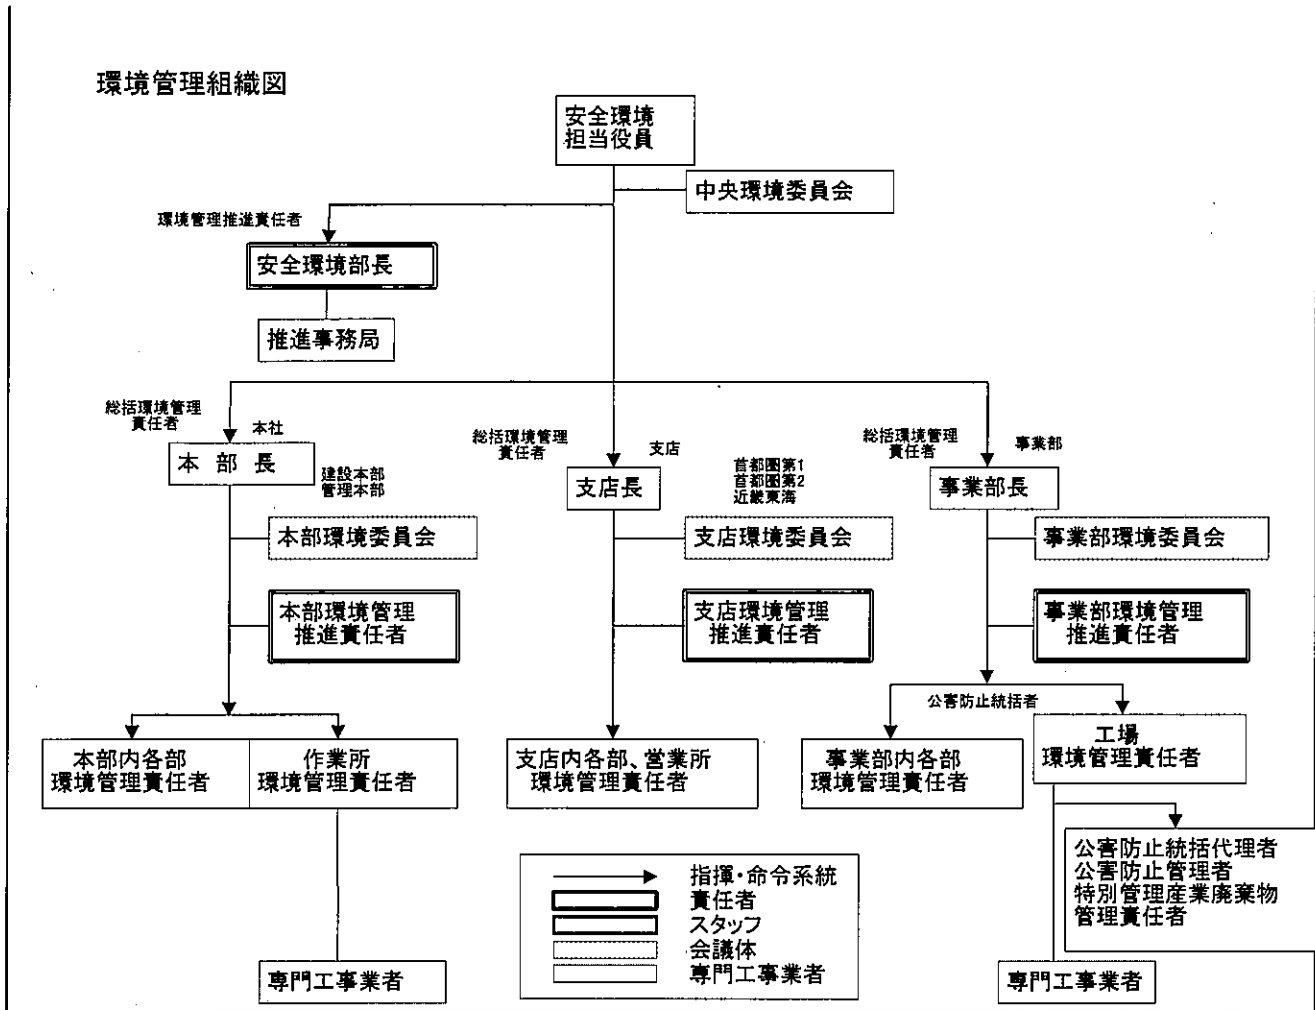 環境管理組織図
安全環境
担当役員
中央環境委員会
環境管理推進責任者
安全環境部長
推進事務局
総括環境管理
責任者
本社
本部長
建設本部
管理本部
総括環境管理
責任者
支店
支店長
首都圏第1
首都圏第2
近畿東海
総括環境管理
責任者
事業部
事業部長
本部環境委員会
支店環境委員会
事業部環境委員会
本部環境管理
推進責任者
支店環境管理
推進責任者
事業部環境管理
推進責任者
公害防止統括者
本部内各部
環境管理責任者
作業所
環境管理責任者
支店内各部、営業所
環境管理責任者
事業部内各部
環境管理責任者
工場
環境管理責任者
公害防止統括代理者
公害防止管理者
特別管理産業廃棄物
管理責任者
指揮・命令系統
責任者
スタッフ
会議体
専門工事業者
専門工事業者
専門工事業者